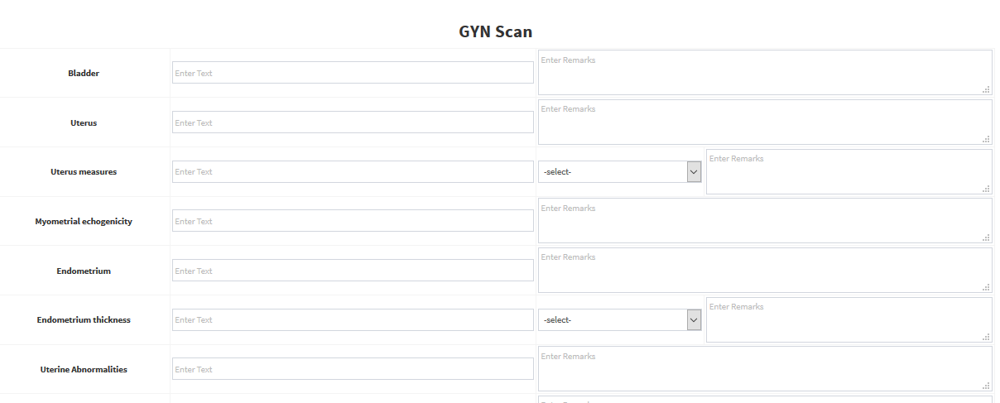 GYN Scan
Bladder Enter Text Enter Remarks
Uterus Enter Text Enter Remarks
Uterus measures Enter Text -select- Enter Remarks
Myometrial echogenicity Enter Text Enter Remarks
Endometrium Enter Text Enter Remarks
Endometrium thickness Enter Text -select- Enter Remarks
Uterine Abnormalities Enter Text Enter Remarks